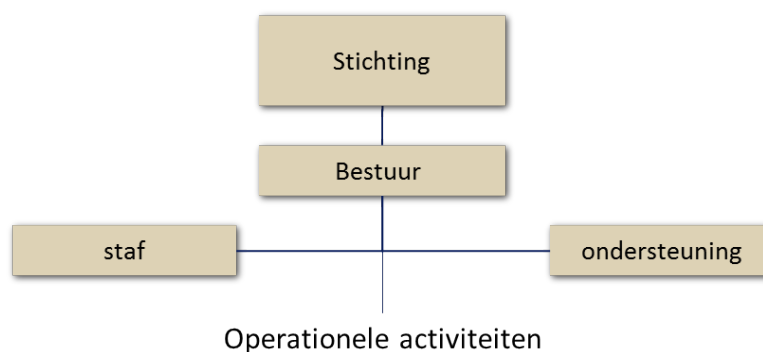 Stichting
Bestuur
staf
ondersteuning
Operationele activiteiten